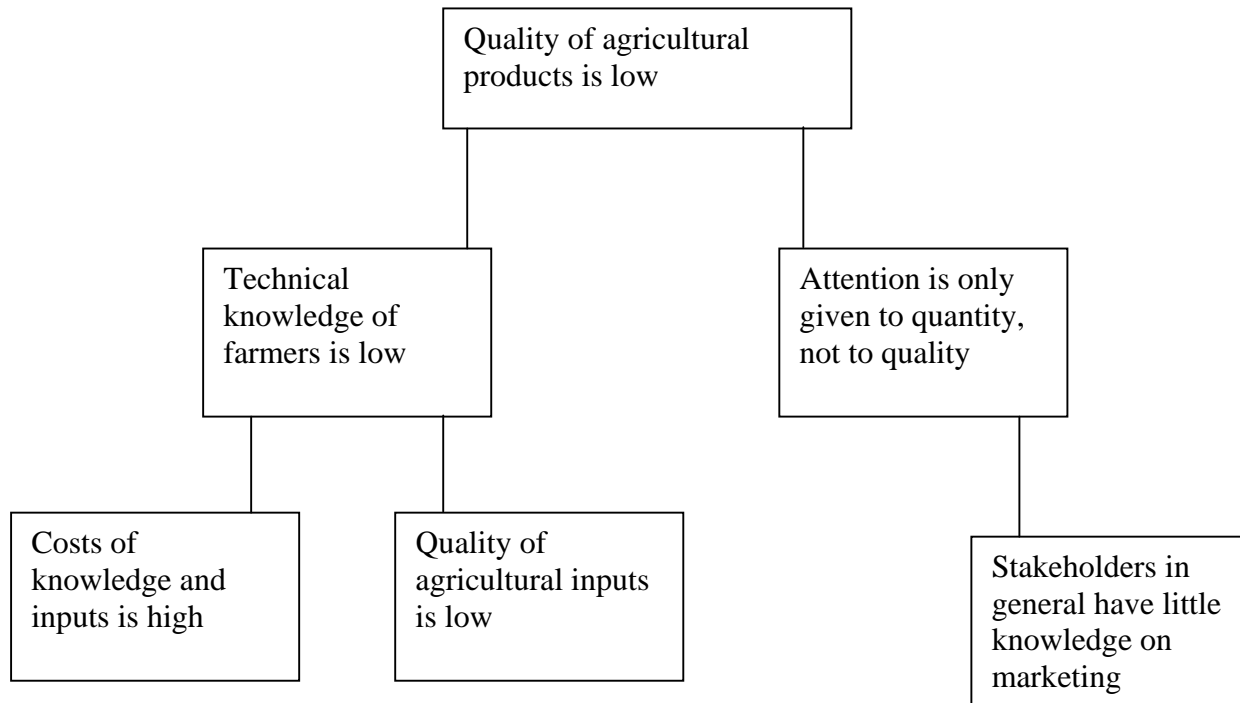 Quality of agricultural
products is low
Technical
knowledge of
farmers is low
Attention is only
given to quantity,
not to quality
Costs of
knowledge and
inputs is high
Quality of
agricultural inputs
is low
Stakeholders in
general have little
knowledge on
marketing